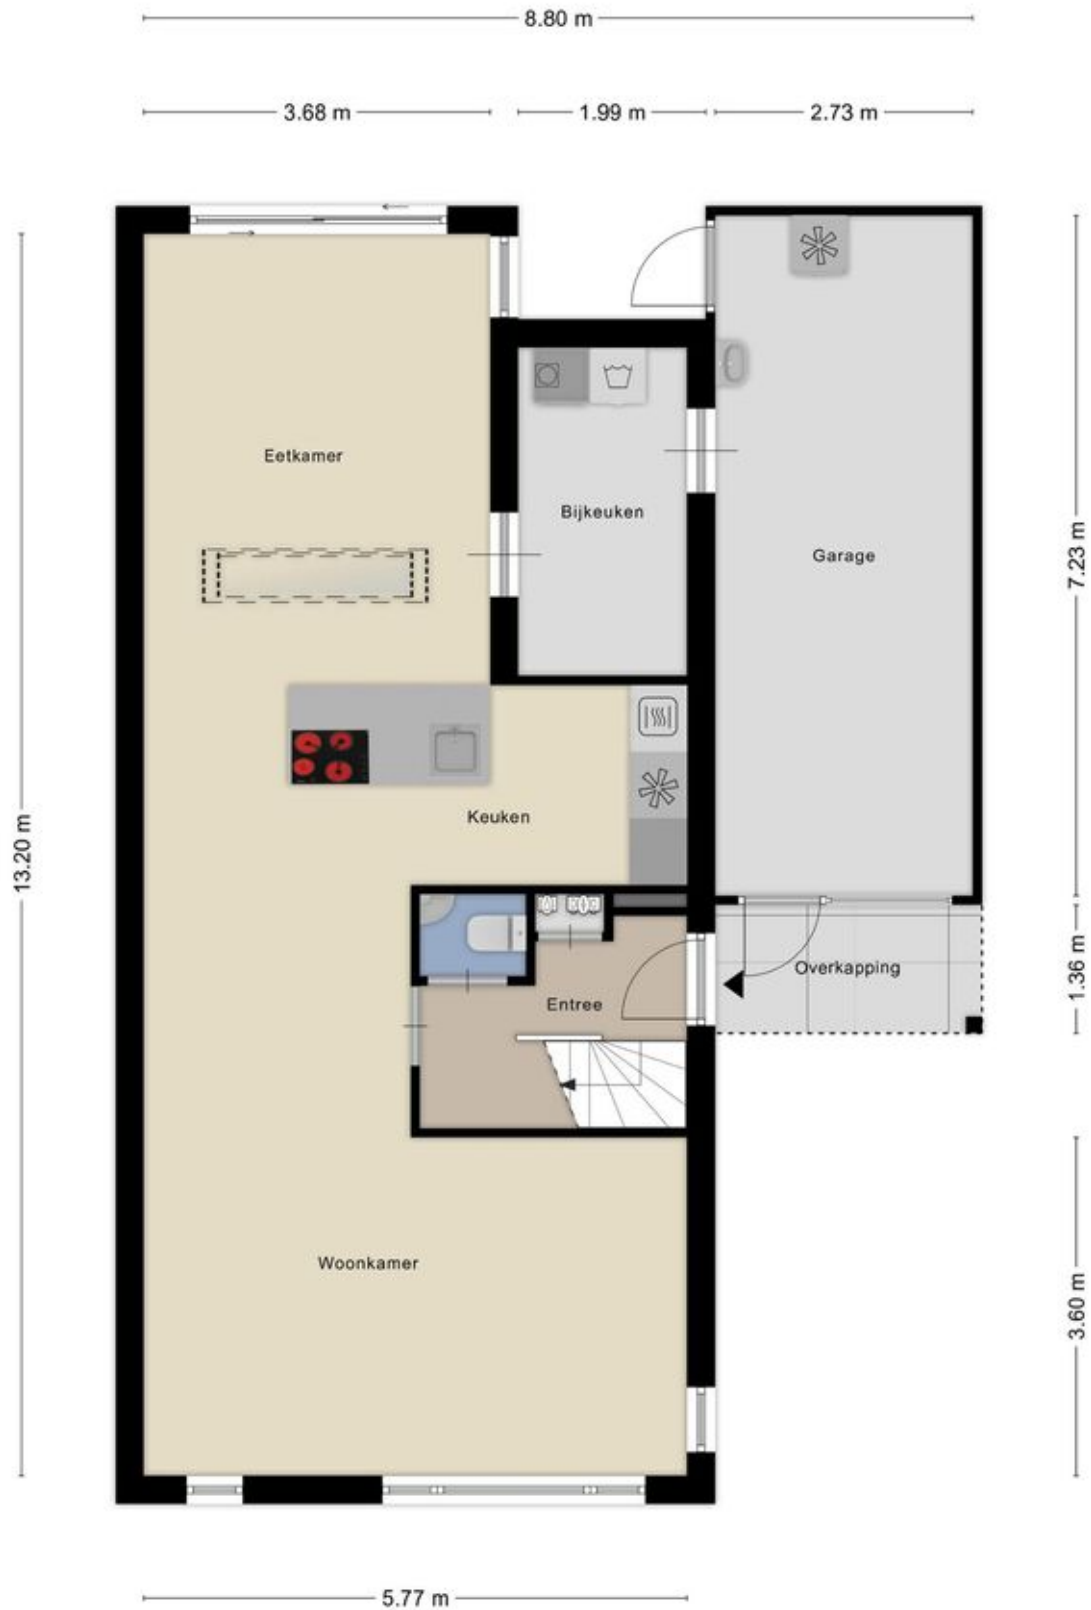 8.80 m
3.68 m
1.99 m
2.73 m
Eetkamer
Bijkeuken
Garage
7.23 m
13.20 m
Keuken
Overkapping
1.36 m
Entree
Woonkamer
3.60 m
5.77 m